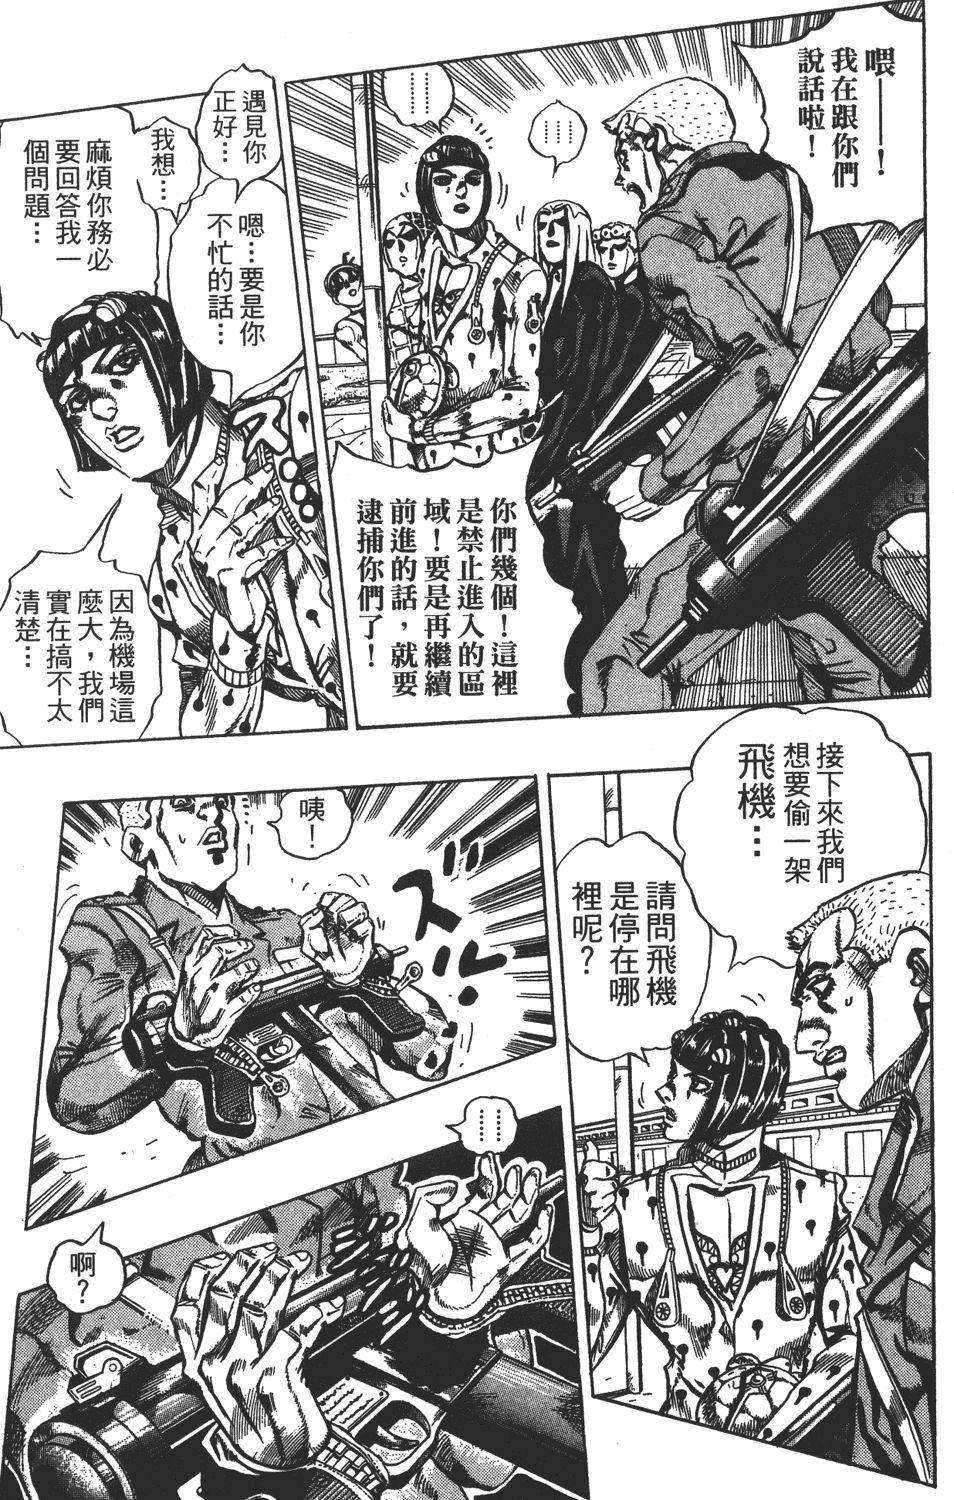 喂——！
我在跟你們
說話啦！
⋯⋯
⋯⋯
你們幾個！這裡
是禁止進入的區
域！要是再繼續
前進的話，就要
逮捕你們了！
遇見你
正好⋯
嗯⋯要是你
不忙的話⋯
我想⋯
麻煩你務必
要回答我一
個問題⋯
ズッ
因為機場這
麼大，我們
實在搞不太
清楚⋯
接下來我們
想要偷一架
飛機⋯
請問飛機
是停在哪
裡呢？
咦！
ズルッ
⋯⋯
啊？